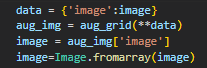 data = {'image':image}
aug_img = aug_grid(**data)
image = aug_img['image']
image=Image.fromarray(image)